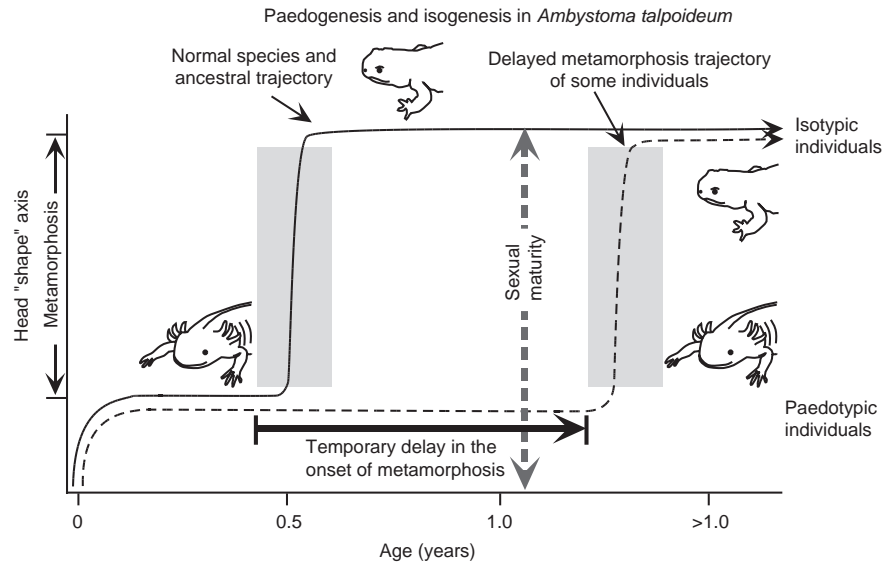 Paedogenesis and isogenesis in Ambystoma talpoideum
Normal species and
ancestral trajectory
Delayed metamorphosis trajectory
of some individuals
Isotypic
individuals
Head "shape" axis
Metamorphosis
Sexual
maturity
Paedotypic
individuals
Temporary delay in the
onset of metamorphosis
0
0.5
1.0
>1.0
Age (years)